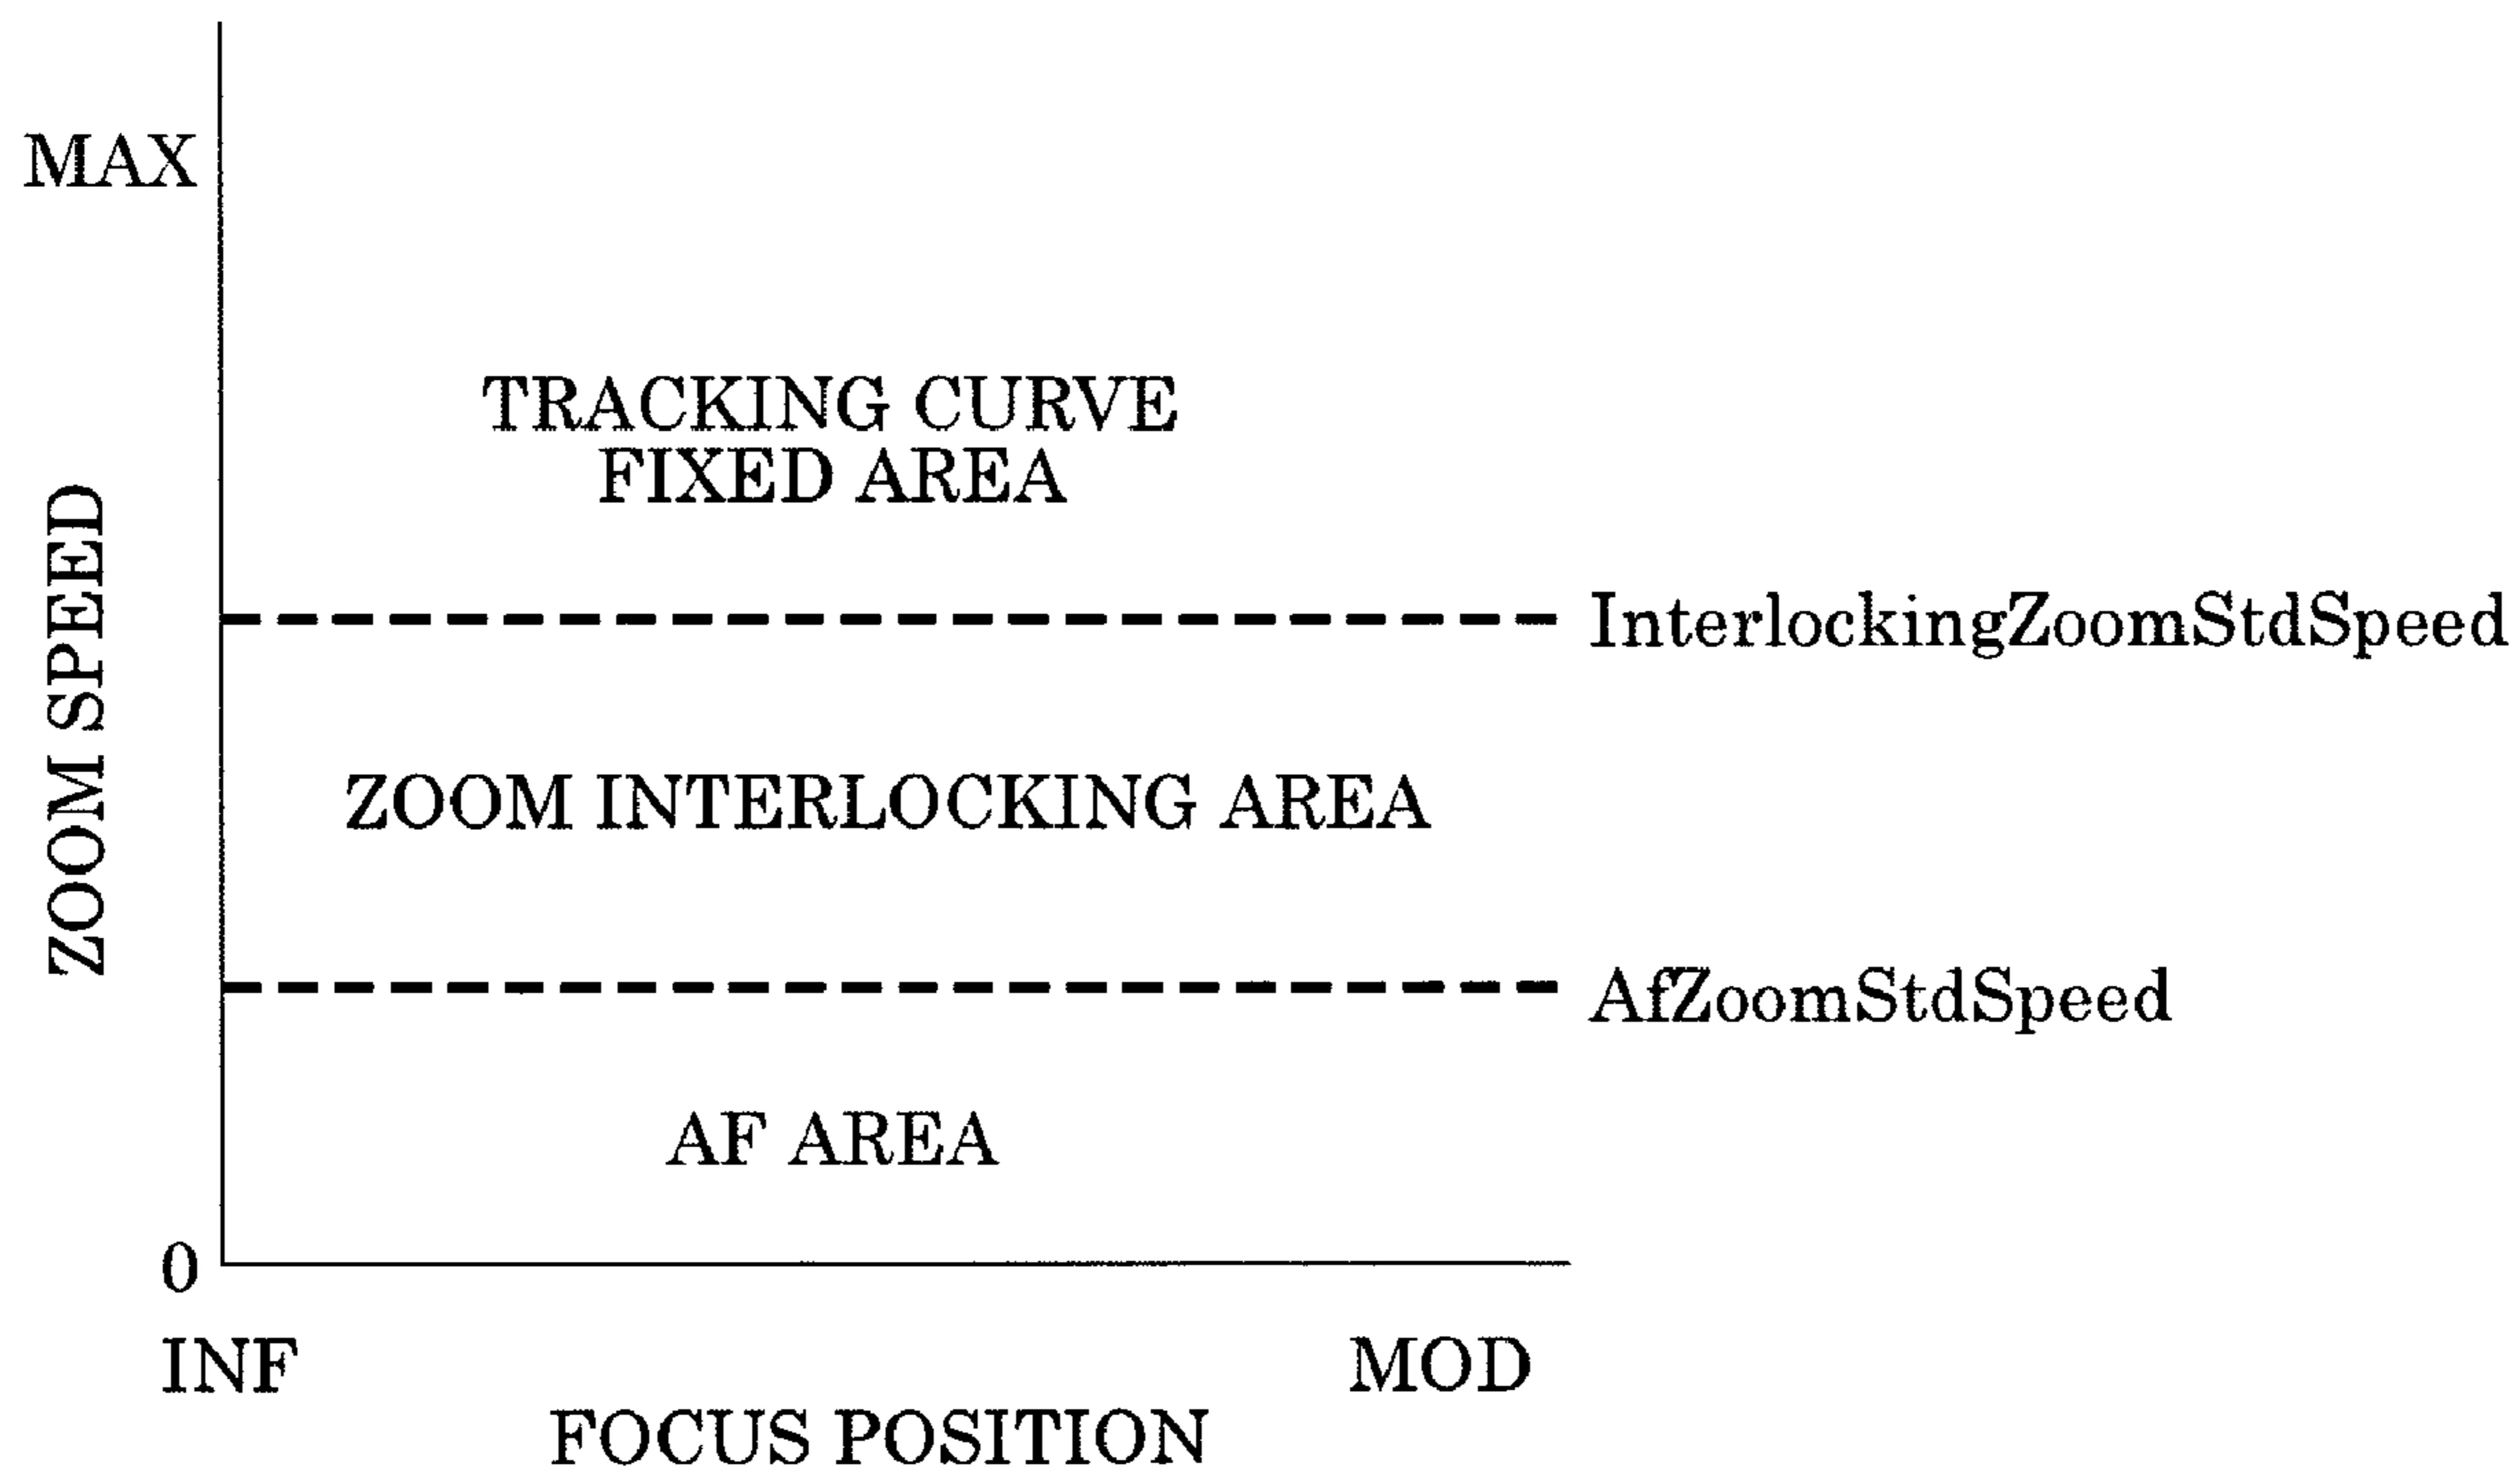 MAX
TRACKING CURVE
FIXED AREA
ZOOM SPEED
InterlockingZoomStdSpeed
ZOOM INTERLOCKING AREA
AfZoomStdSpeed
AF AREA
0
INF
MOD
FOCUS POSITION